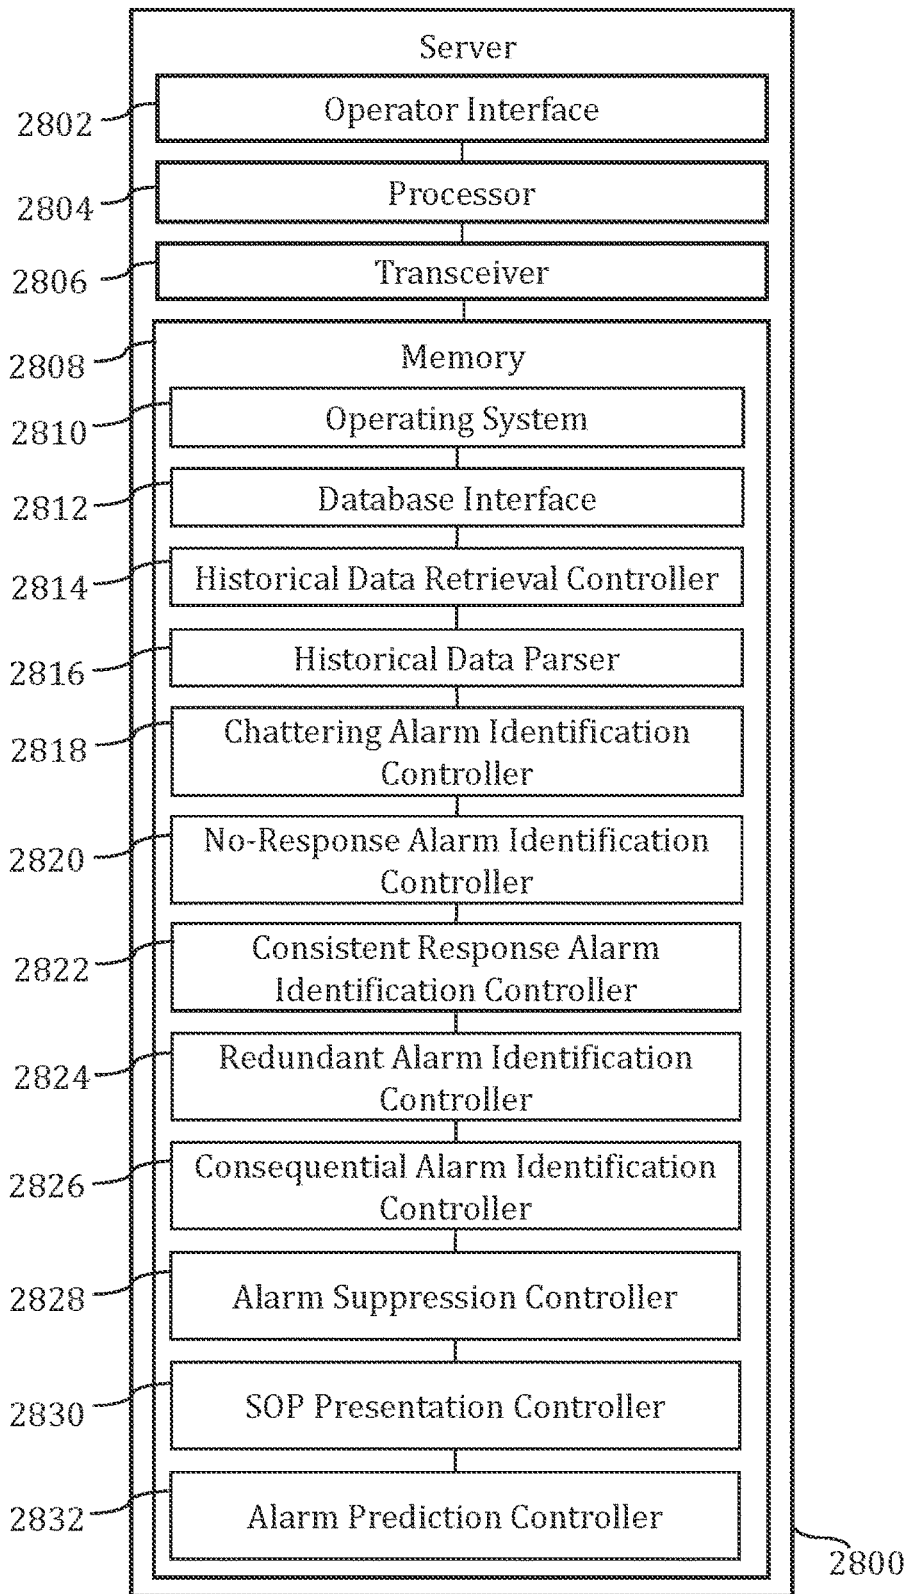 Server
2802
Operator Interface
2804
Processor
2806
Transceiver
2808
Memory
2810
Operating System
2812
Database Interface
2814
Historical Data Retrieval Controller
2816
Historical Data Parser
2818
Chattering Alarm Identification
Controller
2820
No-Response Alarm Identification
Controller
2822
Consistent Response Alarm
Identification Controller
2824
Redundant Alarm Identification
Controller
2826
Consequential Alarm Identification
Controller
2828
Alarm Suppression Controller
2830
SOP Presentation Controller
2832
Alarm Prediction Controller
2800